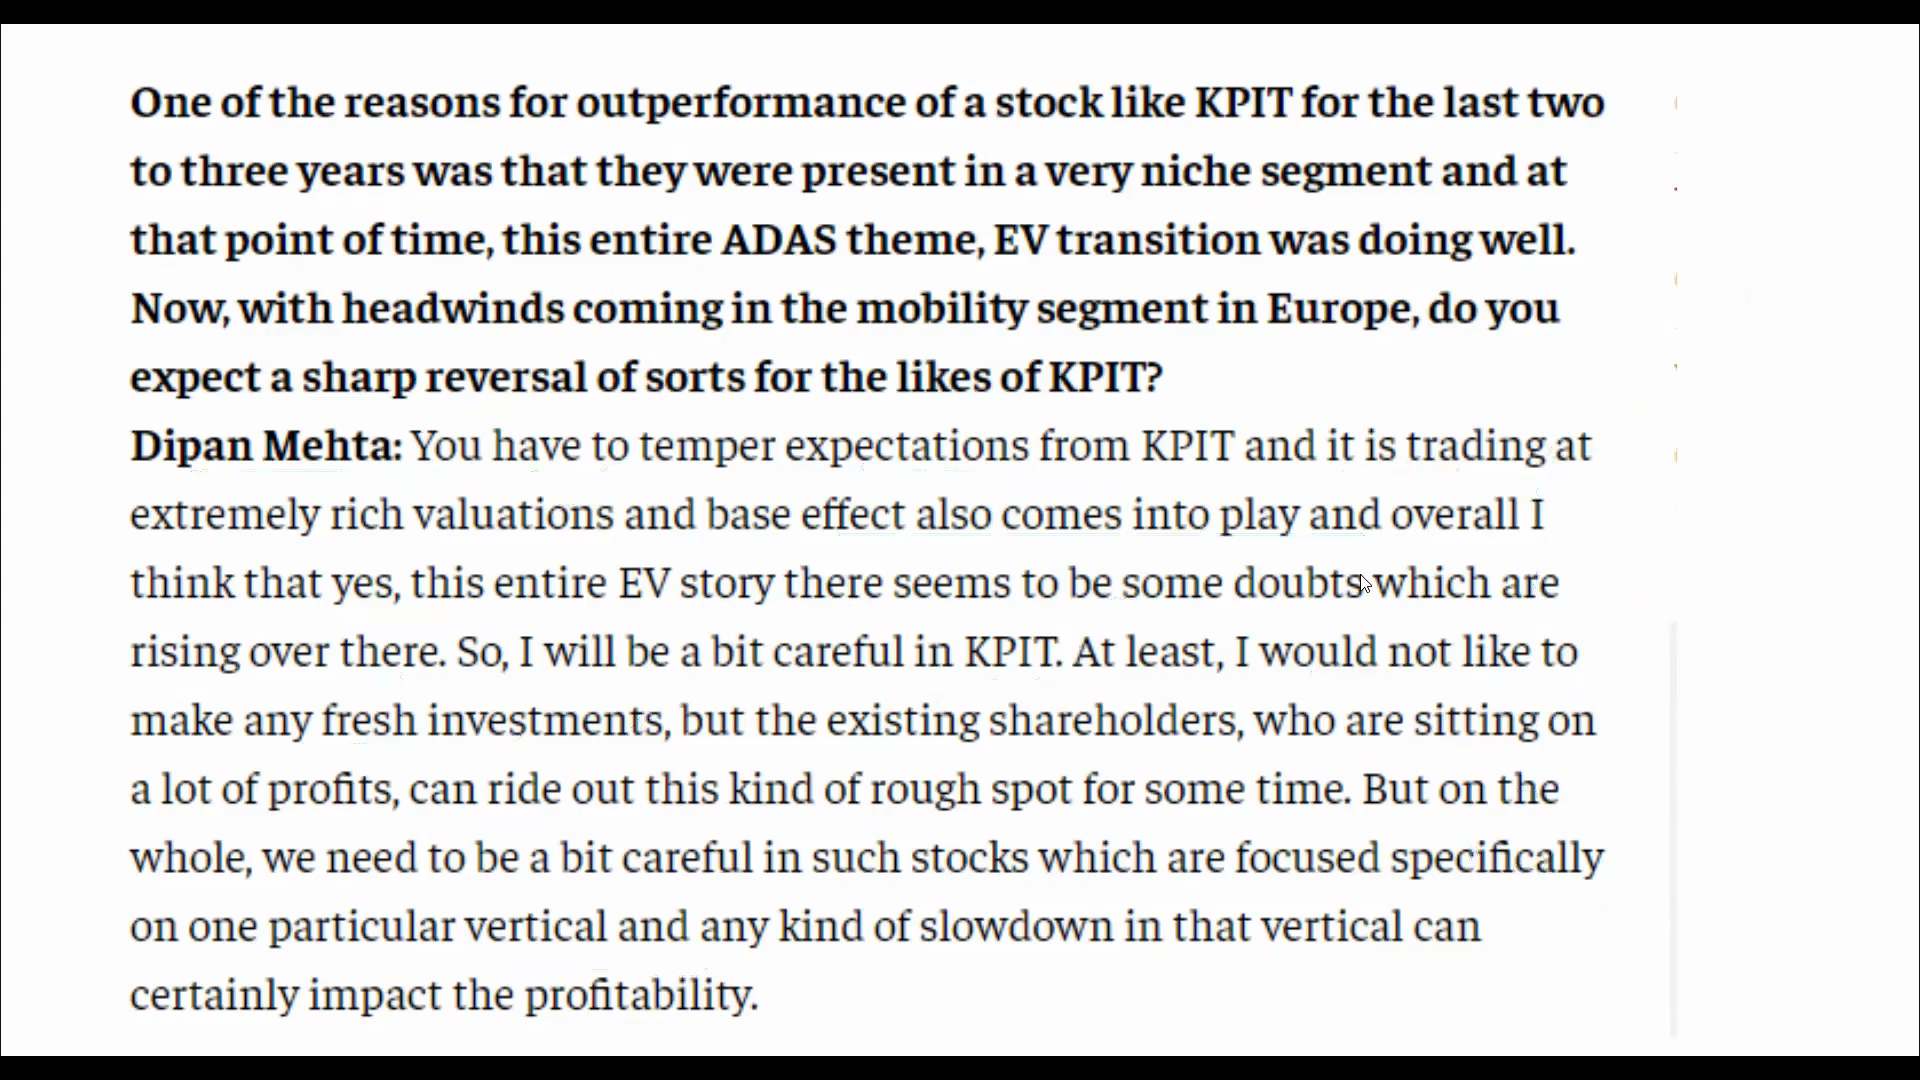 One of the reasons for outperformance of a stock like KPIT for the last two
to three years was that they were present in a very niche segment and at
that point of time, this entire ADAS theme, EV transition was doing well.
Now, with headwinds coming in the mobility segment in Europe, do you
expect a sharp reversal of sorts for the likes of KPIT?
Dipan Mehta: You have to temper expectations from KPIT and it is trading at
extremely rich valuations and base effect also comes into play and overall I
think that yes, this entire EV story there seems to be some doubts which are
rising over there. So, I will be a bit careful in KPIT. At least, I would not like to
make any fresh investments, but the existing shareholders, who are sitting on
a lot of profits, can ride out this kind of rough spot for some time. But on the
whole, we need to be a bit careful in such stocks which are focused specifically
on one particular vertical and any kind of slowdown in that vertical can
certainly impact the profitability.